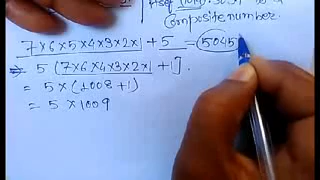 Composite number.
7×6×5×4×3×2×1 + 5 = 5045
⇒ 5 [7×6×4×3×2×1 + 1].
= 5 × (1008 + 1)
= 5 × 1009